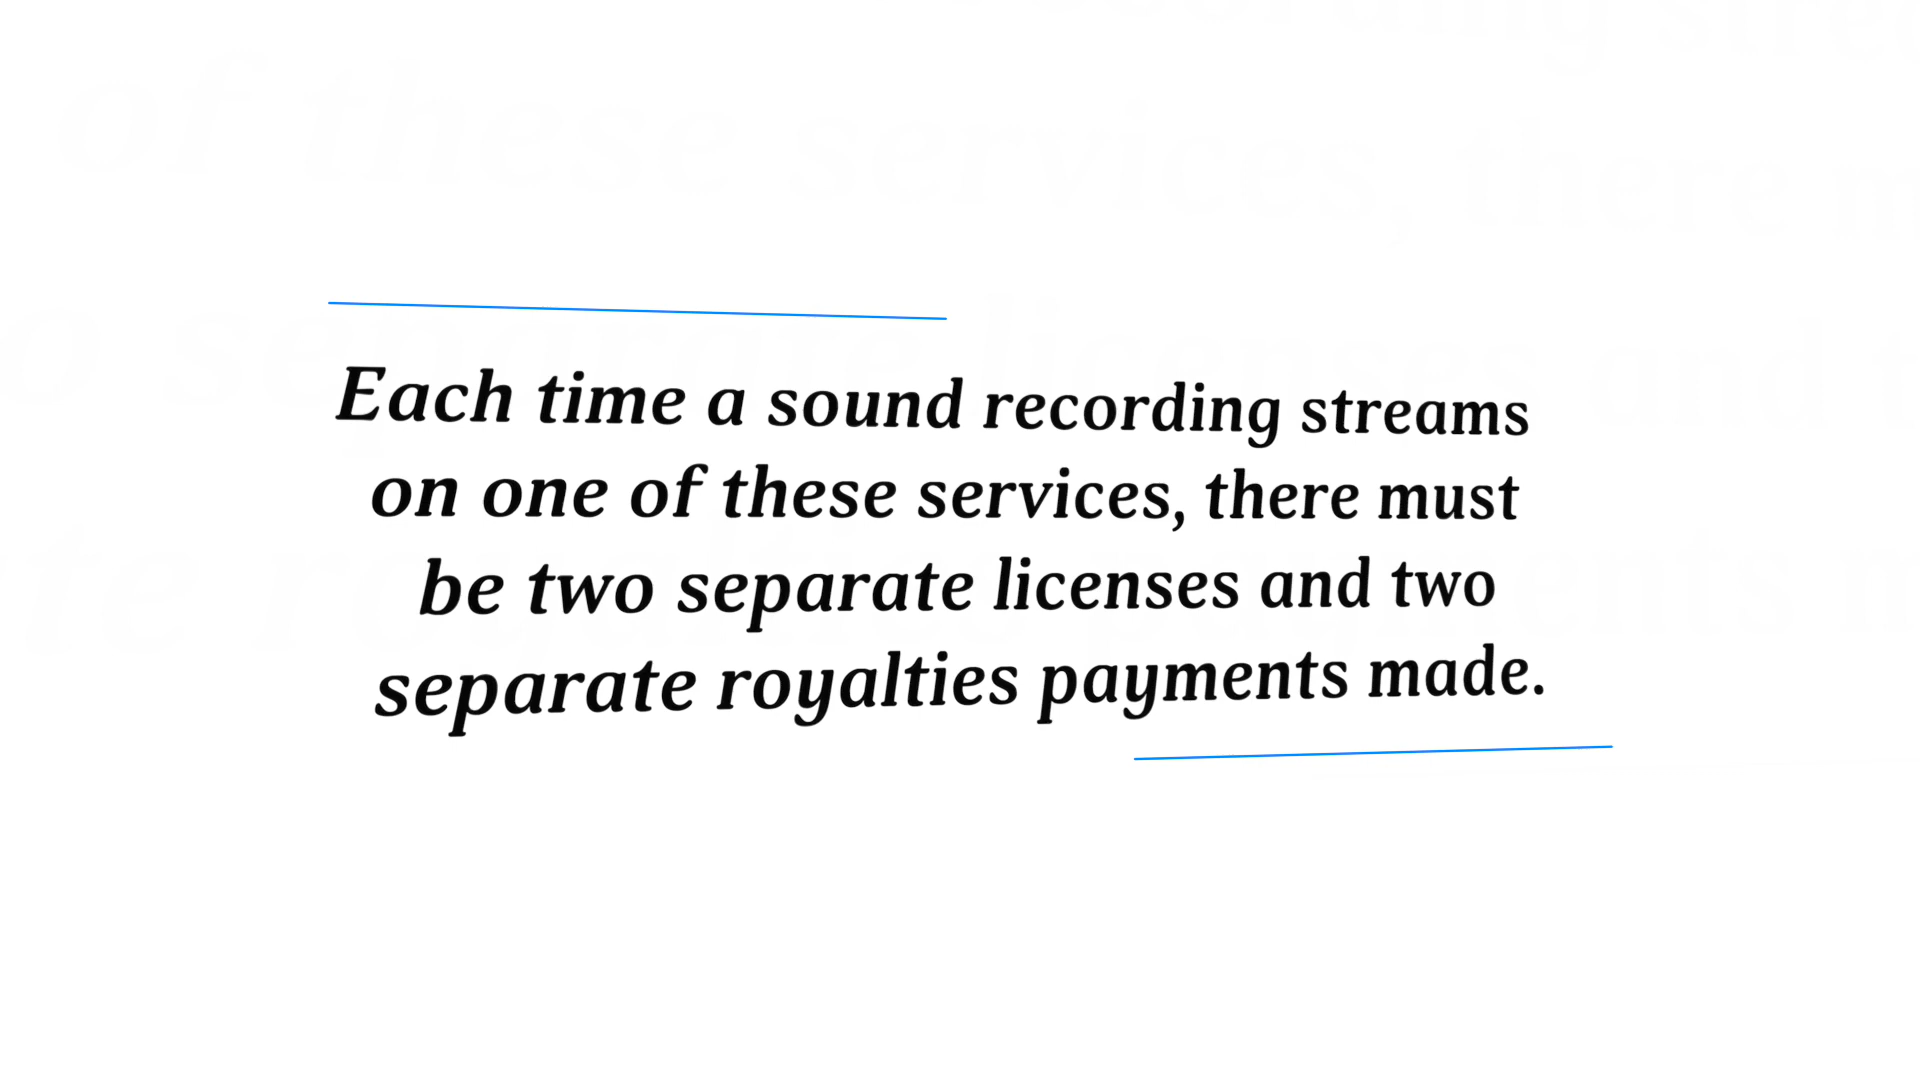 Each time a sound recording streams
on one of these services, there must
be two separate licenses and two
separate royalties payments made.